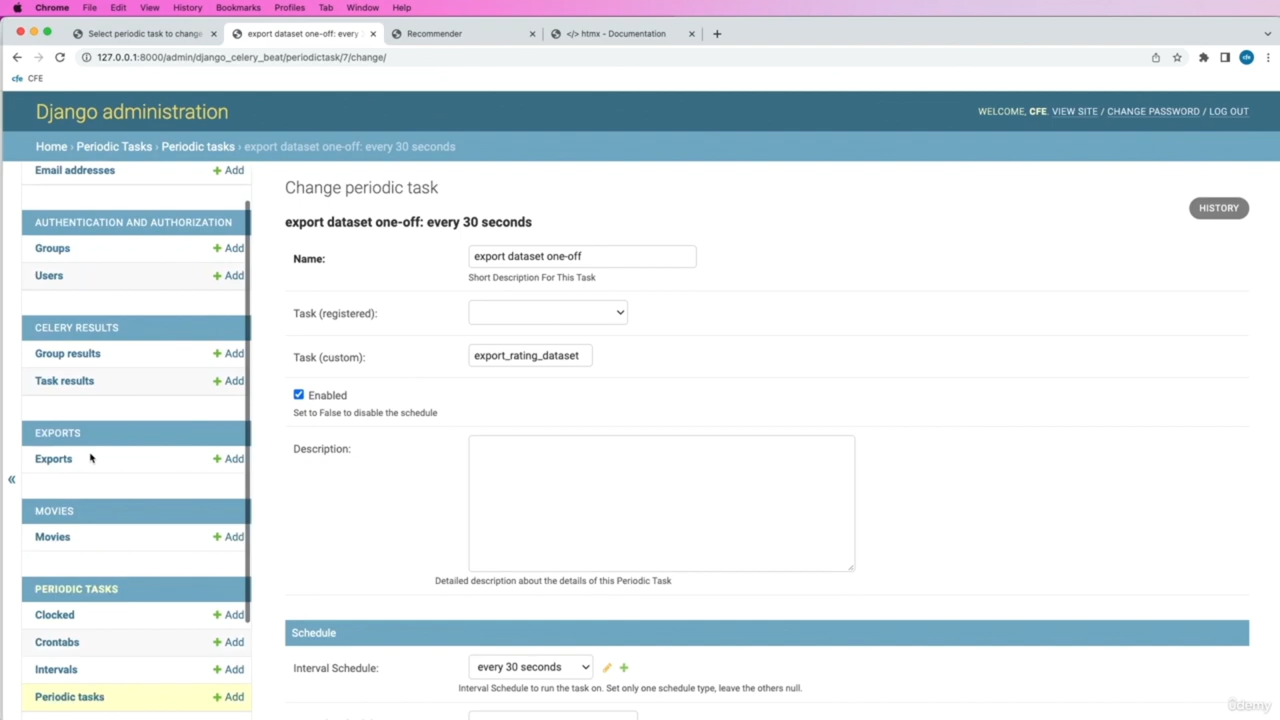 Chrome File Edit View History Bookmarks Profiles Tab Window Help
Select periodic task to change
export dataset one-off: every
Recommender
</> htmx - Documentation
127.0.0.1:8000/admin/django_celery_beat/periodictask/7/change/
cfe CFE
Django administration
WELCOME, CFE. VIEW SITE / CHANGE PASSWORD / LOG OUT
Home › Periodic Tasks › Periodic tasks › export dataset one-off: every 30 seconds
Email addresses + Add
AUTHENTICATION AND AUTHORIZATION
Groups + Add
Users + Add
CELERY RESULTS
Group results + Add
Task results + Add
EXPORTS
Exports + Add
MOVIES
Movies + Add
PERIODIC TASKS
Clocked + Add
Crontabs + Add
Intervals + Add
Periodic tasks + Add
«
Change periodic task
HISTORY
export dataset one-off: every 30 seconds
Name: export dataset one-off
Short Description For This Task
Task (registered):
Task (custom): export_rating_dataset
Enabled
Set to False to disable the schedule
Description:
Detailed description about the details of this Periodic Task
Schedule
Interval Schedule: every 30 seconds
Interval Schedule to run the task on. Set only one schedule type, leave the others null.
ûdemy